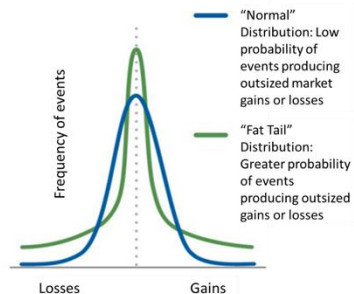 Frequency of events
“Normal”
Distribution: Low
probability of
events producing
outsized market
gains or losses
“Fat Tail”
Distribution:
Greater probability
of events
producing outsized
gains or losses
Losses
Gains